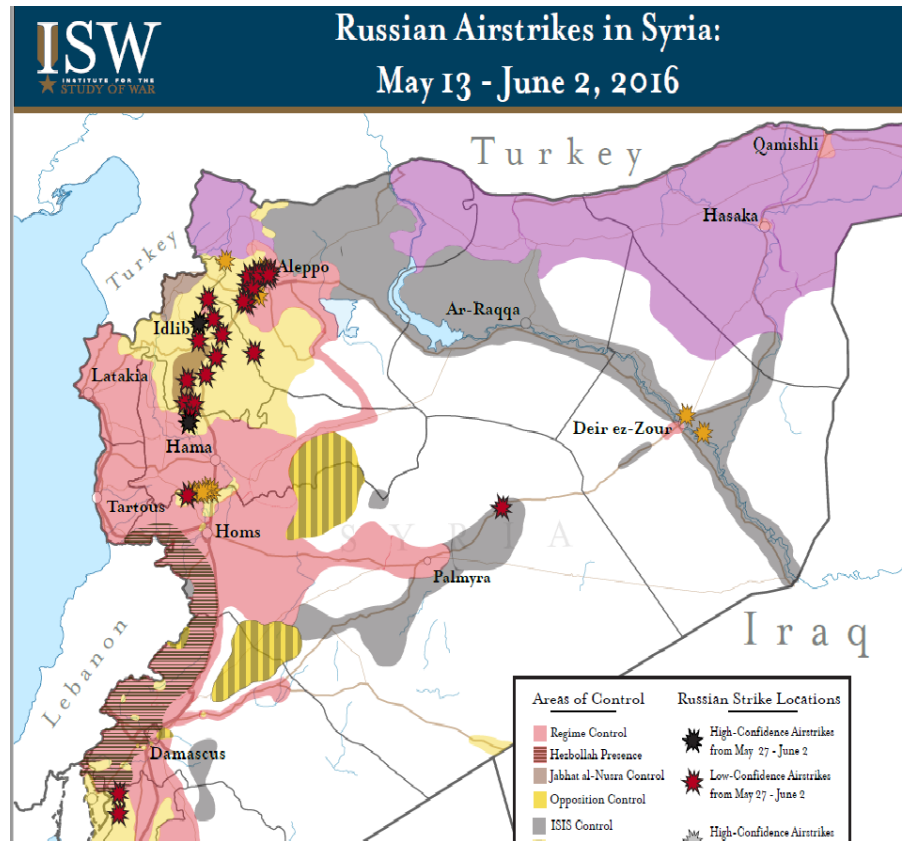 ISW
INSTITUTE FOR THE
STUDY OF WAR
Russian Airstrikes in Syria:
May 13 - June 2, 2016
Turkey
Qamishli
Hasaka
Turkey
Aleppo
Ar-Raqqa
Idlib
Latakia
Deir ez-Zour
Hama
Tartous
Homs
SYRIA
Palmyra
Iraq
Lebanon
Damascus
Areas of Control
Regime Control
Hezbollah Presence
Jabhat al-Nusra Control
Opposition Control
ISIS Control
Russian Strike Locations
High-Confidence Airstrikes
from May 27 - June 2
Low-Confidence Airstrikes
from May 27 - June 2
High-Confidence Airstrikes